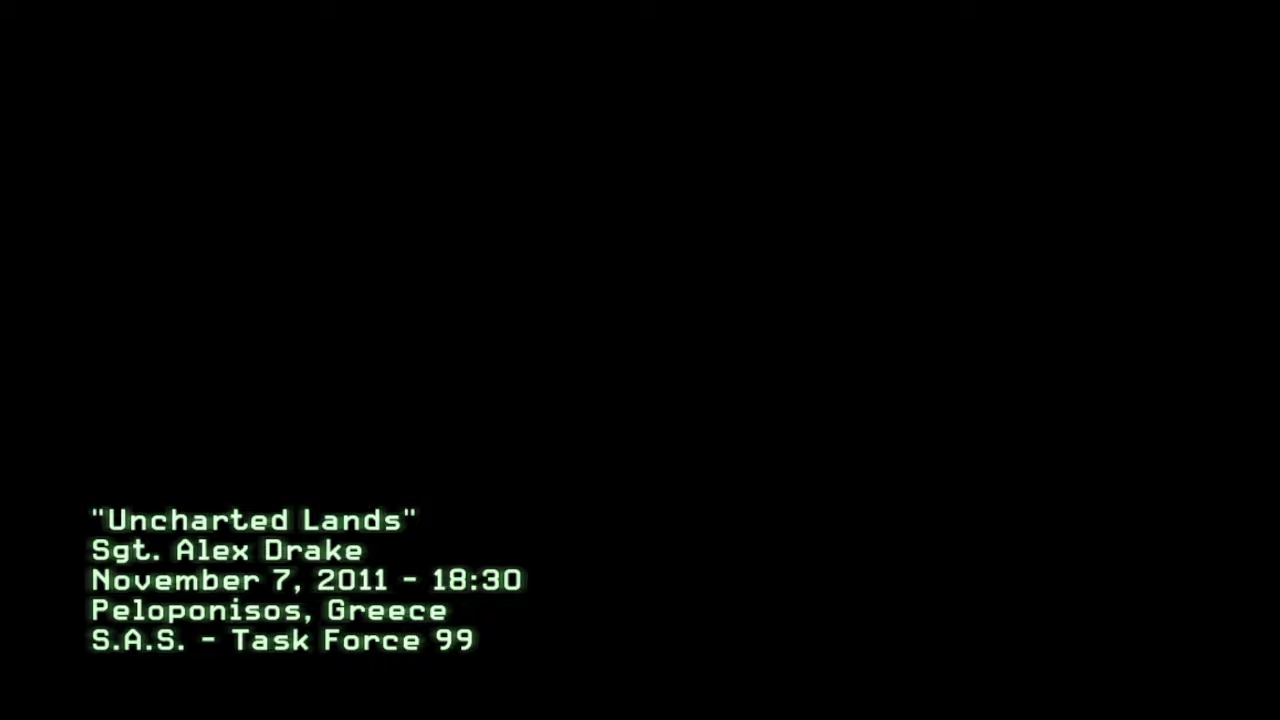 "Uncharted Lands"
Sgt. Alex Drake
November 7, 2011 - 18:30
Peloponisos, Greece
S.A.S. - Task Force 99